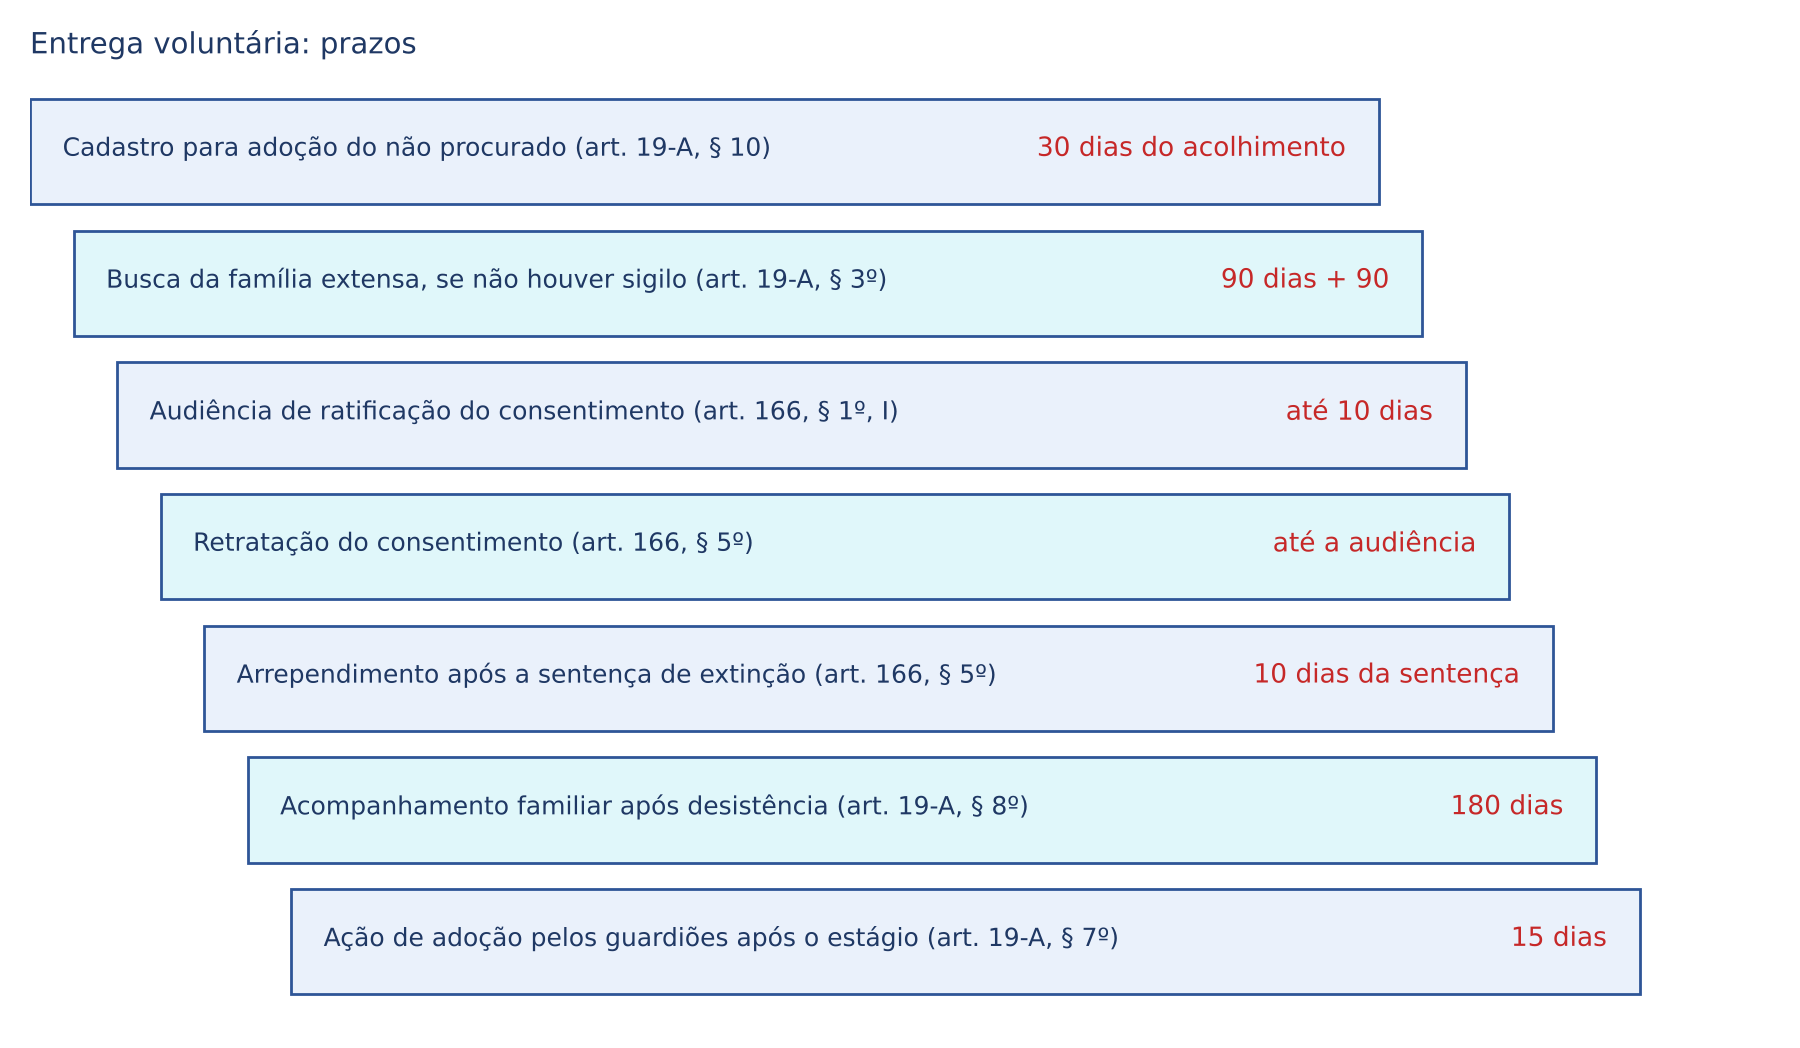 Entrega voluntária: prazos
Cadastro para adoção do não procurado (art. 19-A, § 10) 30 dias do acolhimento
Busca da família extensa, se não houver sigilo (art. 19-A, § 3º) 90 dias + 90
Audiência de ratificação do consentimento (art. 166, § 1º, I) até 10 dias
Retratação do consentimento (art. 166, § 5º) até a audiência
Arrependimento após a sentença de extinção (art. 166, § 5º) 10 dias da sentença
Acompanhamento familiar após desistência (art. 19-A, § 8º) 180 dias
Ação de adoção pelos guardiões após o estágio (art. 19-A, § 7º) 15 dias